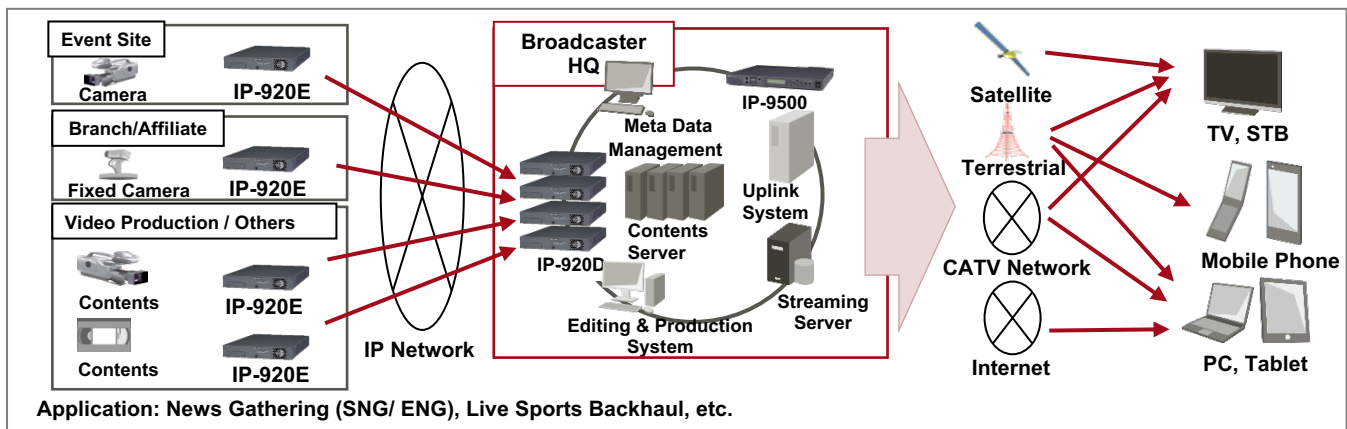 Event Site
Camera
IP-920E
Branch/Affiliate
Fixed Camera
IP-920E
Video Production / Others
Contents
IP-920E
Contents
IP-920E
IP Network
Broadcaster
HQ
IP-9500
Meta Data
Management
Uplink
System
Contents
Server
IP-920D
Streaming
Server
Editing & Production
System
Satellite
Terrestrial
CATV Network
Internet
TV, STB
Mobile Phone
PC, Tablet
Application: News Gathering (SNG/ ENG), Live Sports Backhaul, etc.